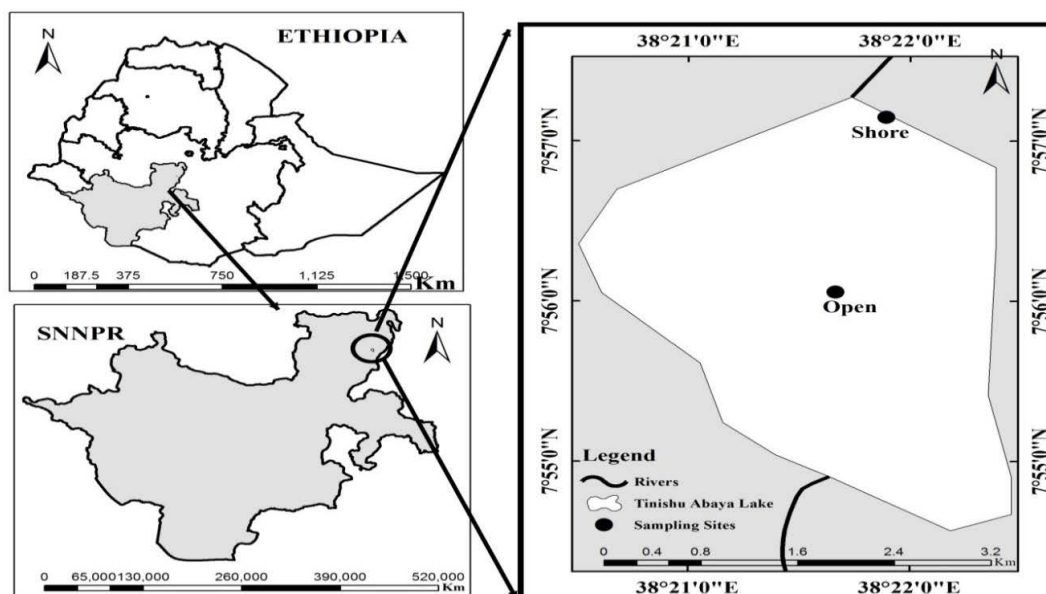 N
ETHIOPIA
0 187.5 375 750 1,125 1,500
Km
SNNPR
N
0 65,000 130,000 260,000 390,000 520,000
Km
38°21'0"E 38°22'0"E
N
Shore
7°57'0"N 7°57'0"N
Open
7°56'0"N 7°56'0"N
7°55'0"N 7°55'0"N
Legend
Rivers
Tinishu Abaya Lake
Sampling Sites
0 0.4 0.8 1.6 2.4 3.2
Km
38°21'0"E 38°22'0"E